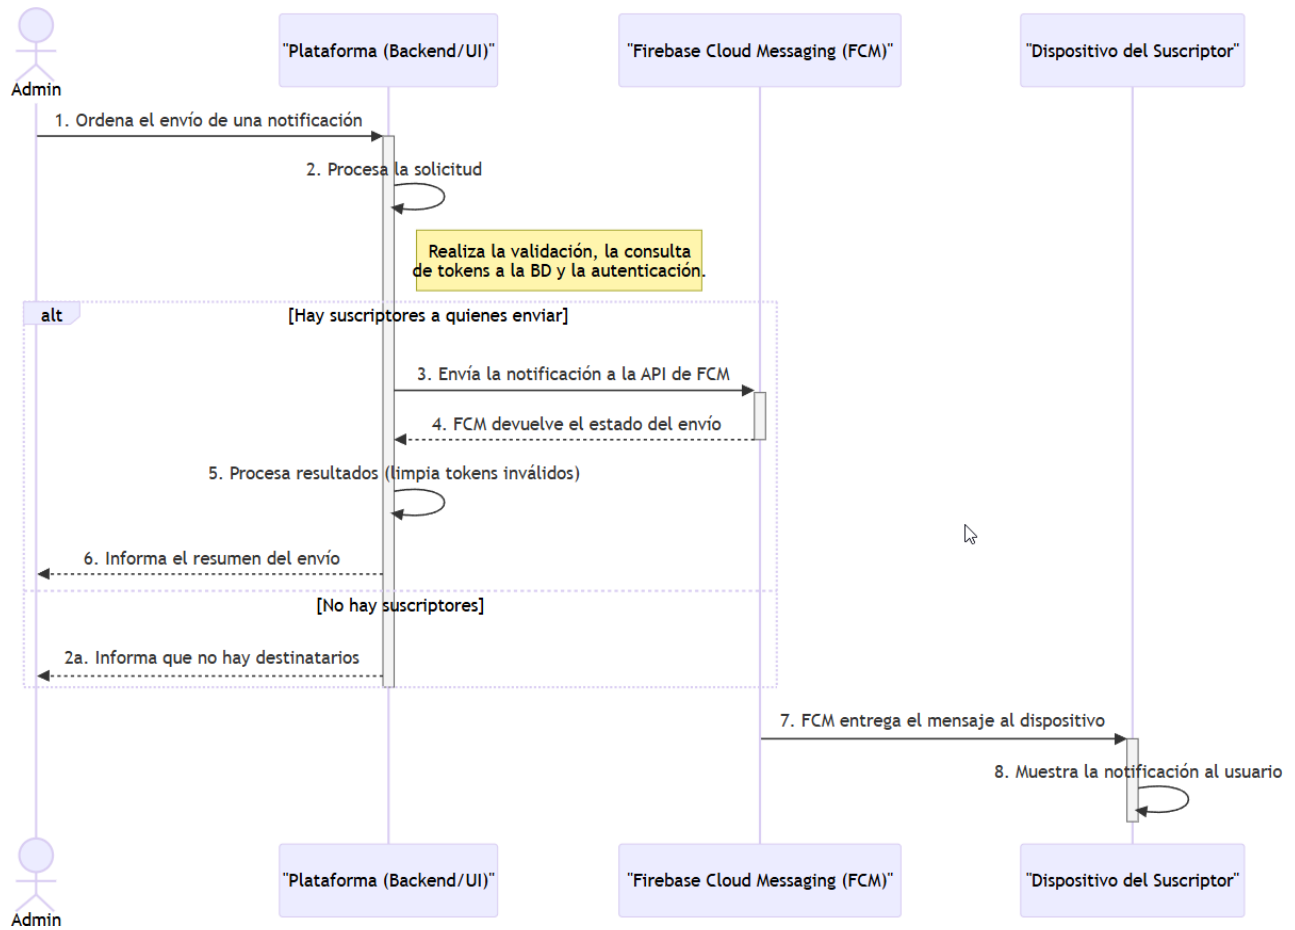 Admin
"Plataforma (Backend/UI)"
"Firebase Cloud Messaging (FCM)"
"Dispositivo del Suscriptor"
1. Ordena el envío de una notificación
2. Procesa la solicitud
Realiza la validación, la consulta
de tokens a la BD y la autenticación.
alt
[Hay suscriptores a quienes enviar]
3. Envía la notificación a la API de FCM
4. FCM devuelve el estado del envío
5. Procesa resultados (limpia tokens inválidos)
6. Informa el resumen del envío
[No hay suscriptores]
2a. Informa que no hay destinatarios
7. FCM entrega el mensaje al dispositivo
8. Muestra la notificación al usuario
"Plataforma (Backend/UI)"
"Firebase Cloud Messaging (FCM)"
"Dispositivo del Suscriptor"
Admin